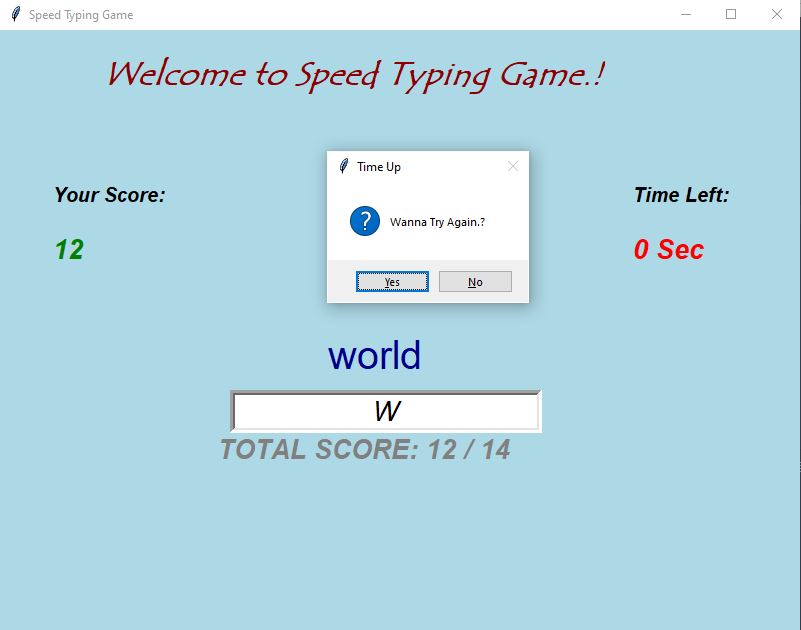 Speed Typing Game
Welcome to Speed Typing Game.!
Time Up
Your Score:
Time Left:
Wanna Try Again.?
12
0 Sec
Yes
No
world
W
TOTAL SCORE: 12 / 14